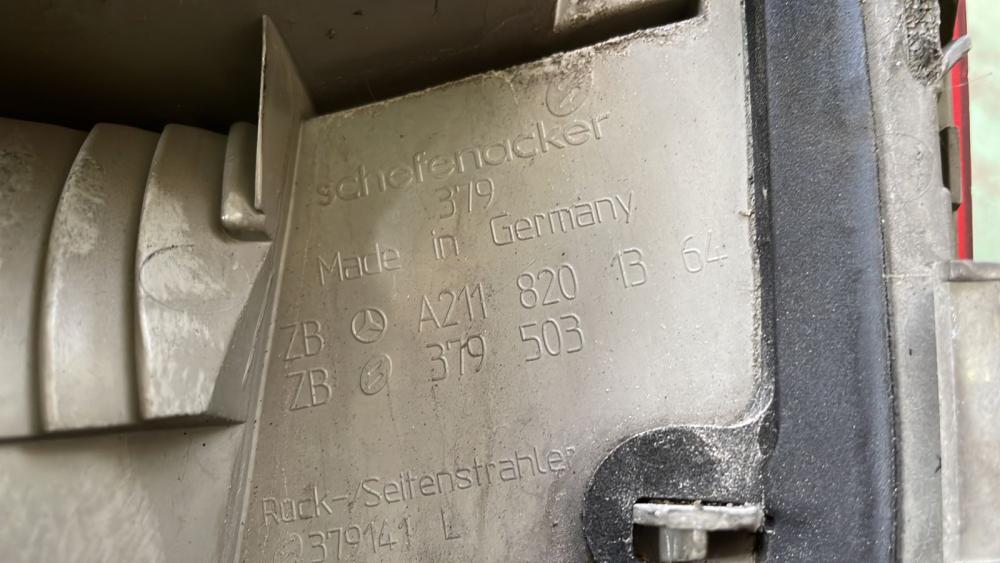 schefenacker
379
Made in Germany
ZB A211 820 13 64
ZB 379 503
Rück-/Seitenstrahler
379141 L